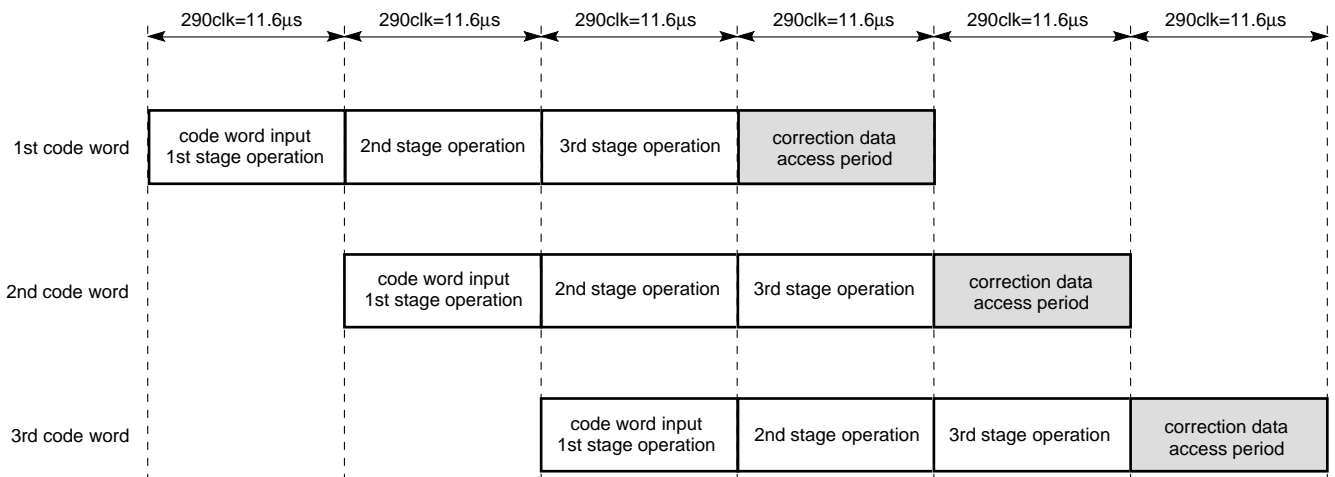 290clk=11.6μs 290clk=11.6μs 290clk=11.6μs 290clk=11.6μs 290clk=11.6μs 290clk=11.6μs
1st code word
code word input
1st stage operation
2nd stage operation
3rd stage operation
correction data
access period
2nd code word
code word input
1st stage operation
2nd stage operation
3rd stage operation
correction data
access period
3rd code word
code word input
1st stage operation
2nd stage operation
3rd stage operation
correction data
access period